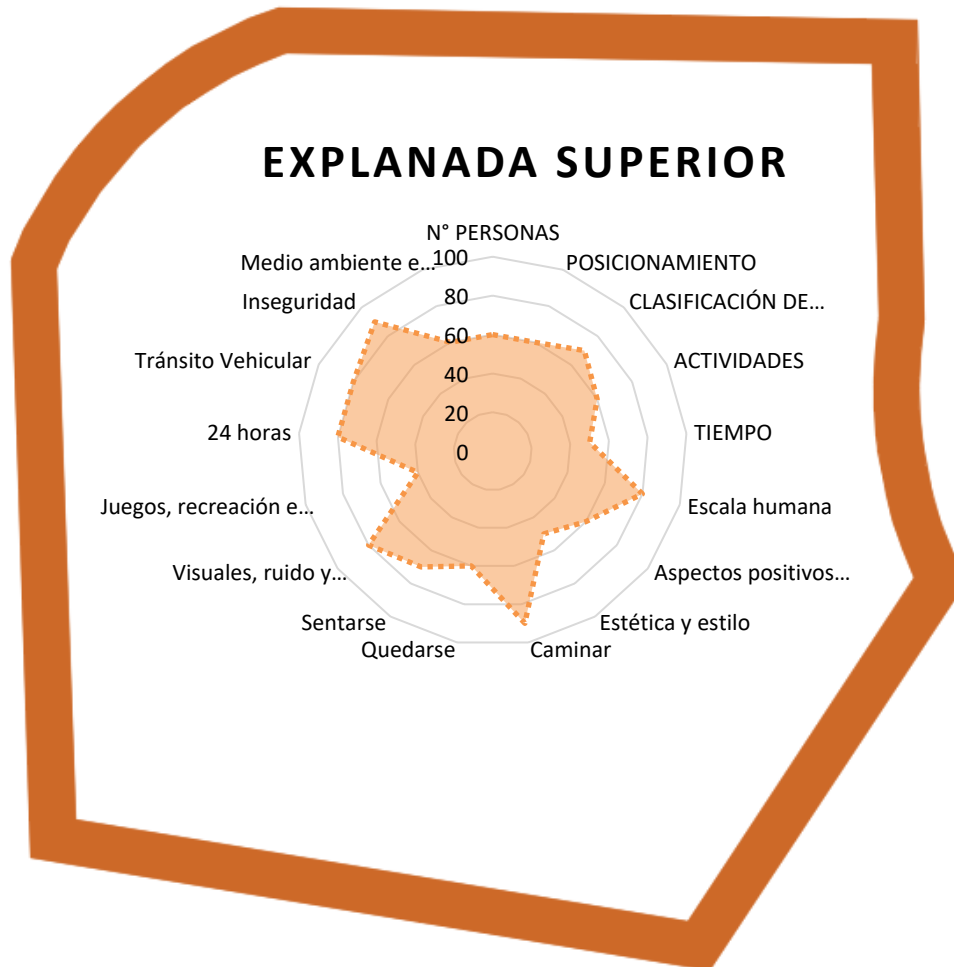 EXPLANADA SUPERIOR
N° PERSONAS
Medio ambiente e...
100
POSICIONAMIENTO
Inseguridad
80
CLASIFICACIÓN DE...
60
Tránsito Vehicular
ACTIVIDADES
40
20
24 horas
TIEMPO
0
Juegos, recreación e...
Escala humana
Visuales, ruido y...
Aspectos positivos...
Sentarse
Estética y estilo
Quedarse
Caminar